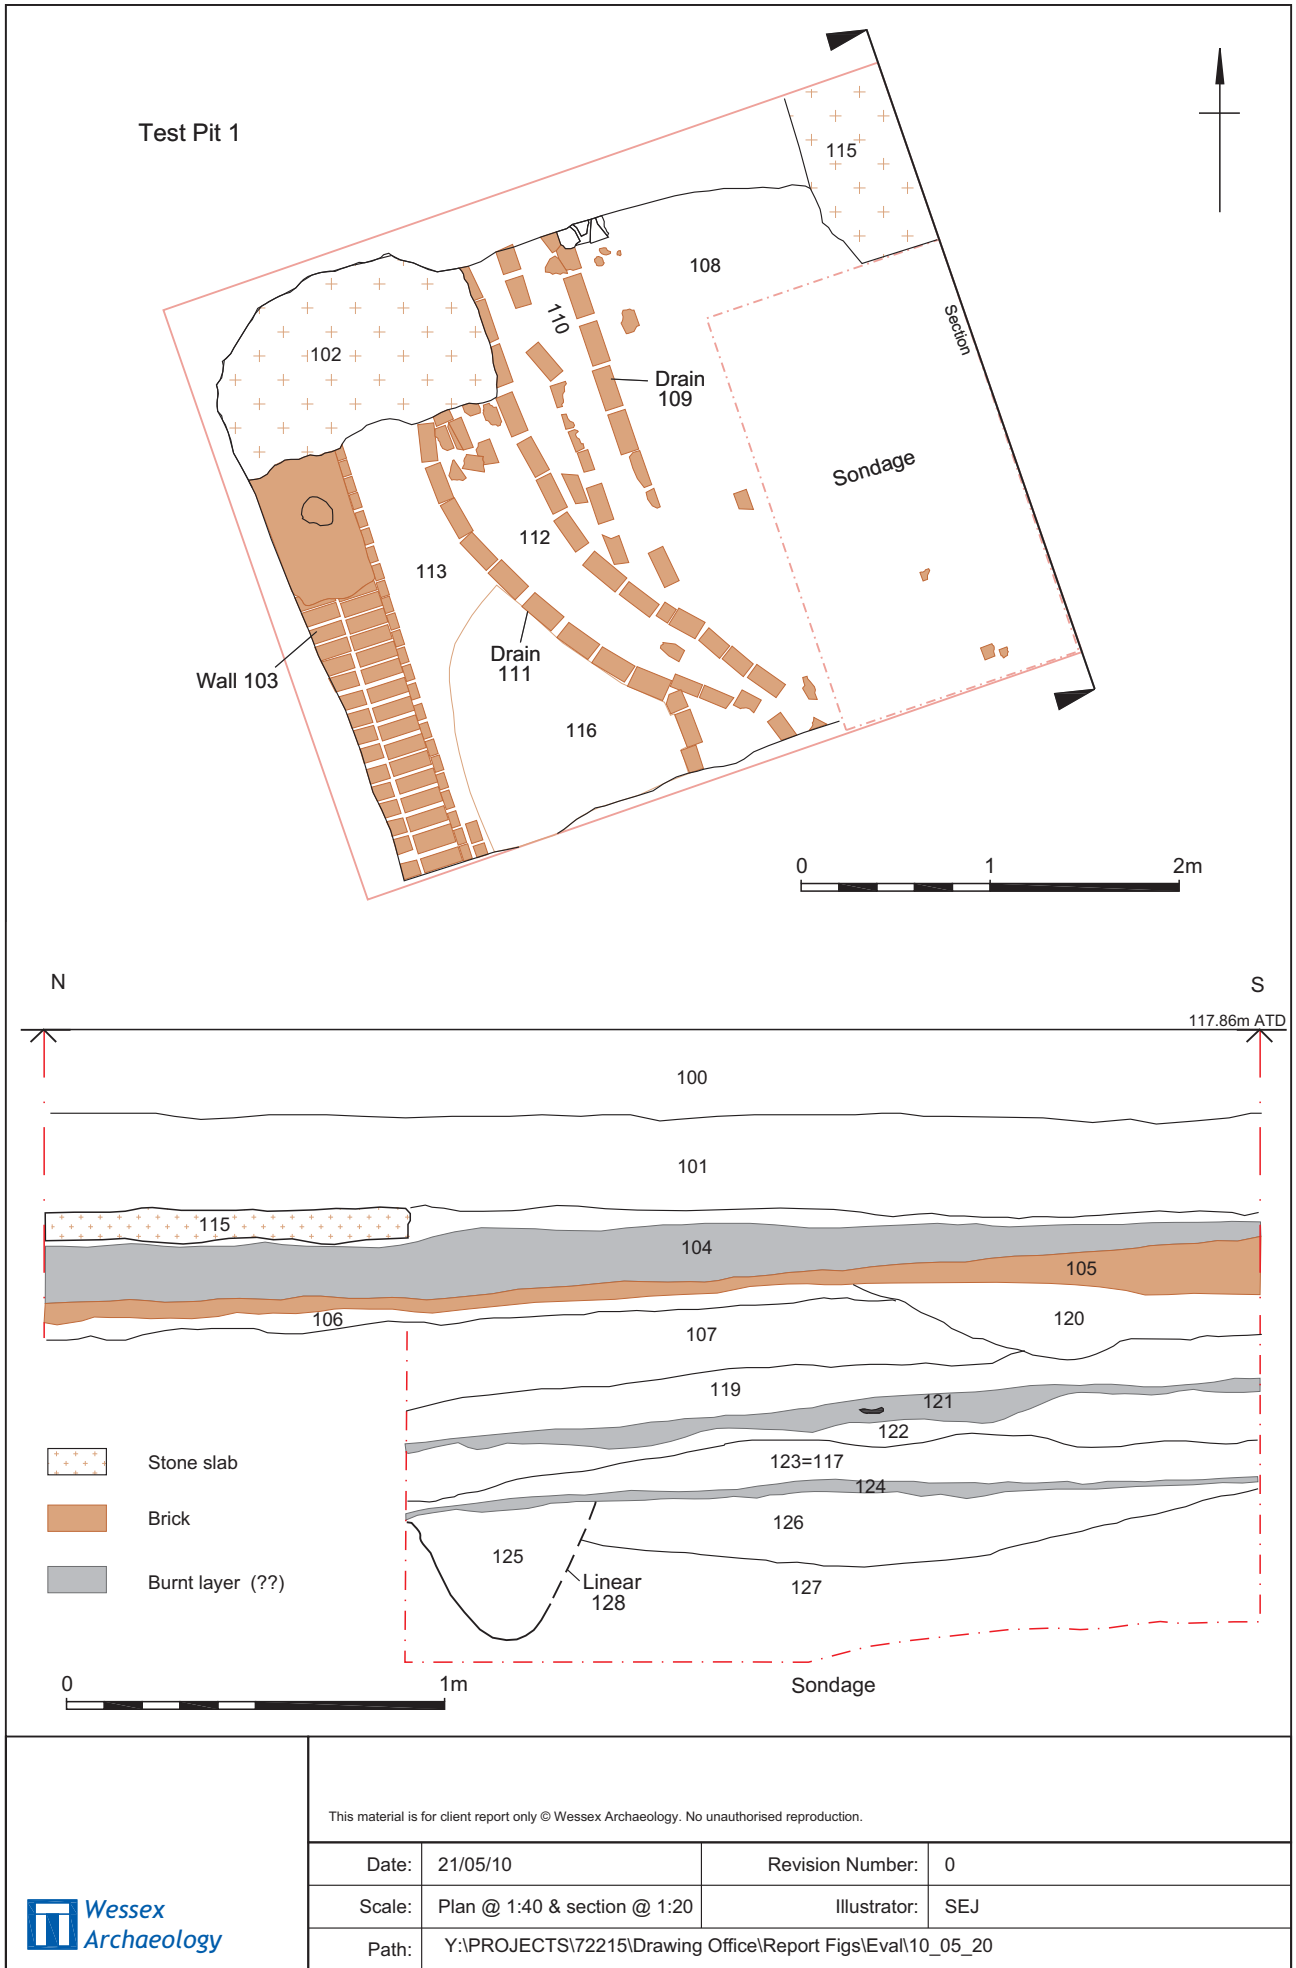 Test Pit 1
115
108
102
110
Section
Drain
109
Sondage
112
113
Drain
111
Wall 103
116
0 1 2m
N
S
117.86m ATD
100
101
115
104
105
106
120
107
119
121
122
Stone slab
123=117
124
Brick
126
125
Burnt layer (??)
Linear
128
127
0 1m
Sondage
This material is for client report only © Wessex Archaeology. No unauthorised reproduction.
Date: 21/05/10 Revision Number: 0
Scale: Plan @ 1:40 & section @ 1:20 Illustrator: SEJ
Path: Y:\PROJECTS\72215\Drawing Office\Report Figs\Eval\10_05_20
Wessex
Archaeology